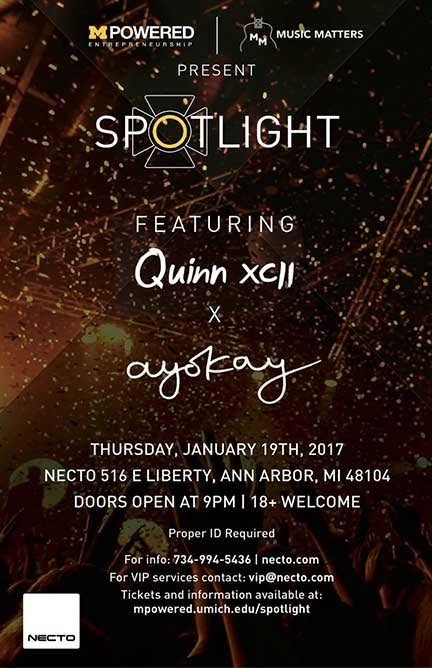 MPOWERED
ENTREPRENEURSHIP
MM MUSIC MATTERS
PRESENT
SPOTLIGHT
FEATURING
Quinn XCII
X
ayokay
THURSDAY, JANUARY 19TH, 2017
NECTO 516 E LIBERTY, ANN ARBOR, MI 48104
DOORS OPEN AT 9PM | 18+ WELCOME
Proper ID Required
For info: 734-994-5436 | necto.com
For VIP services contact: vip@necto.com
Tickets and information available at:
mpowered.umich.edu/spotlight
NECTO